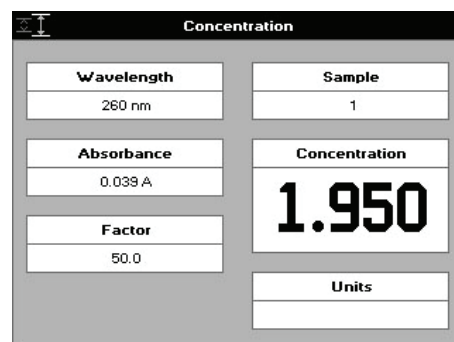 Concentration
Wavelength
260 nm
Absorbance
0.039 A
Factor
50.0
Sample
1
Concentration
1.950
Units